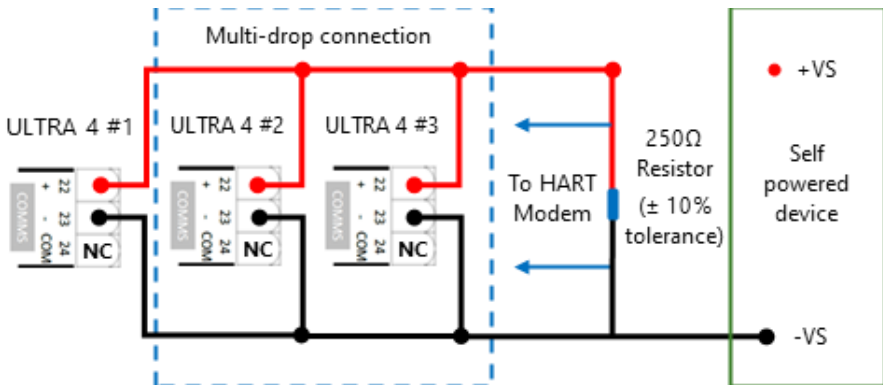 Multi-drop connection
+VS
ULTRA 4 #1
ULTRA 4 #2
ULTRA 4 #3
250Ω
Resistor
(± 10%
tolerance)
To HART
Modem
Self
powered
device
COMMS
+ 22
- 23
COM 24
NC
COMMS
+ 22
- 23
COM 24
NC
COMMS
+ 22
- 23
COM 24
NC
-VS